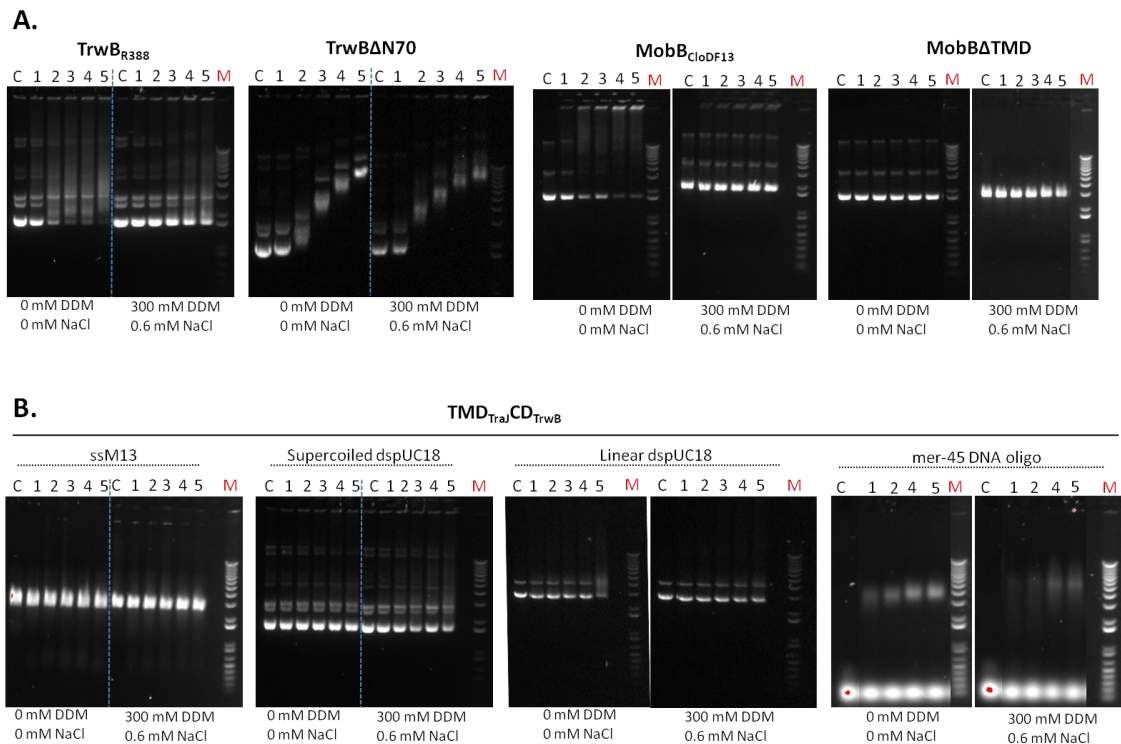 A.
TrwBR388
TrwBΔN70
MobBCloDF13
MobBΔTMD
C 1 2 3 4 5 C 1 2 3 4 5 M
C 1 2 3 4 5 C 1 2 3 4 5 M
C 1 2 3 4 5 M
C 1 2 3 4 5 M
C 1 2 3 4 5 M
C 1 2 3 4 5 M
0 mM DDM
0 mM NaCl
300 mM DDM
0.6 mM NaCl
0 mM DDM
0 mM NaCl
300 mM DDM
0.6 mM NaCl
0 mM DDM
0 mM NaCl
300 mM DDM
0.6 mM NaCl
0 mM DDM
0 mM NaCl
300 mM DDM
0.6 mM NaCl
B.
TMDTraJCDTrwB
ssM13
Supercoiled dspUC18
Linear dspUC18
mer-45 DNA oligo
C 1 2 3 4 5 C 1 2 3 4 5 M
C 1 2 3 4 5 C 1 2 3 4 5 M
C 1 2 3 4 5 M
C 1 2 3 4 5 M
C 1 2 4 5 M
C 1 2 4 5 M
0 mM DDM
0 mM NaCl
300 mM DDM
0.6 mM NaCl
0 mM DDM
0 mM NaCl
300 mM DDM
0.6 mM NaCl
0 mM DDM
0 mM NaCl
300 mM DDM
0.6 mM NaCl
0 mM DDM
0 mM NaCl
300 mM DDM
0.6 mM NaCl